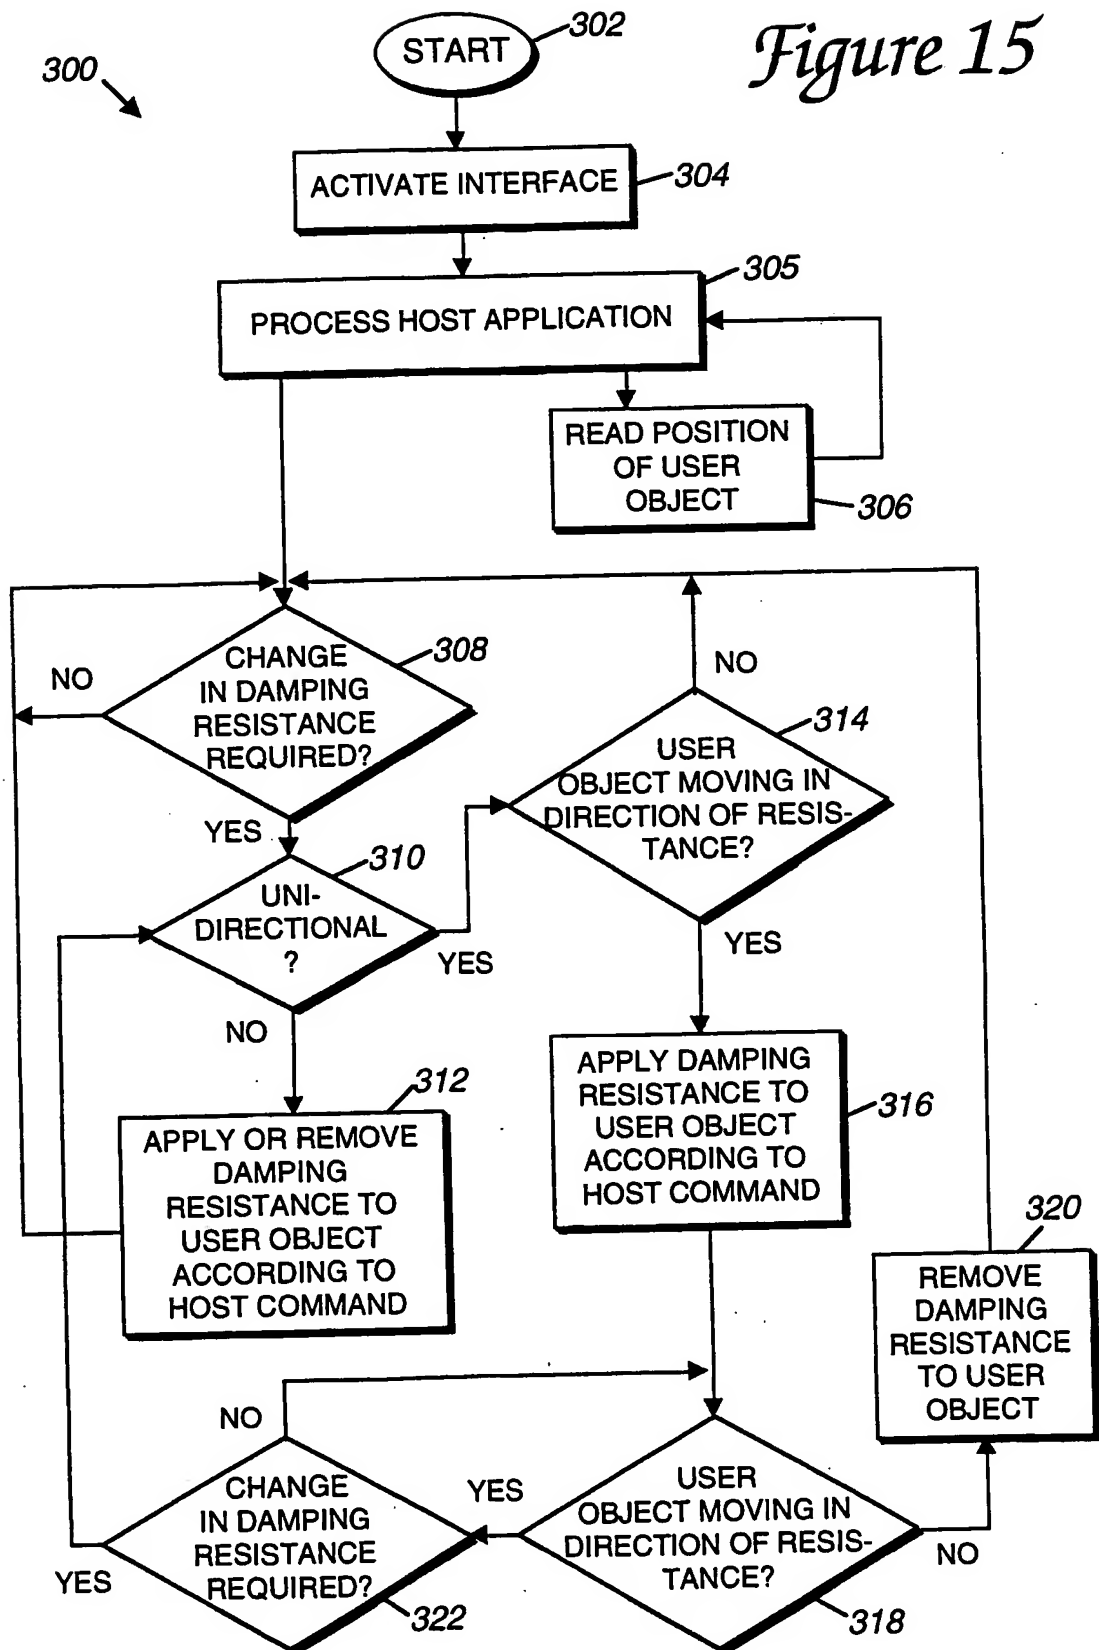 Figure 15
300
START
302
ACTIVATE INTERFACE
304
PROCESS HOST APPLICATION
305
READ POSITION
OF USER
OBJECT
306
CHANGE
IN DAMPING
RESISTANCE
REQUIRED?
308
NO
YES
UNI-
DIRECTIONAL
?
310
YES
NO
USER
OBJECT MOVING IN
DIRECTION OF RESIS-
TANCE?
314
NO
YES
APPLY OR REMOVE
DAMPING
RESISTANCE TO
USER OBJECT
ACCORDING TO
HOST COMMAND
312
APPLY DAMPING
RESISTANCE TO
USER OBJECT
ACCORDING TO
HOST COMMAND
316
REMOVE
DAMPING
RESISTANCE
TO USER
OBJECT
320
CHANGE
IN DAMPING
RESISTANCE
REQUIRED?
322
NO
YES
USER
OBJECT MOVING IN
DIRECTION OF RESIS-
TANCE?
318
YES
NO